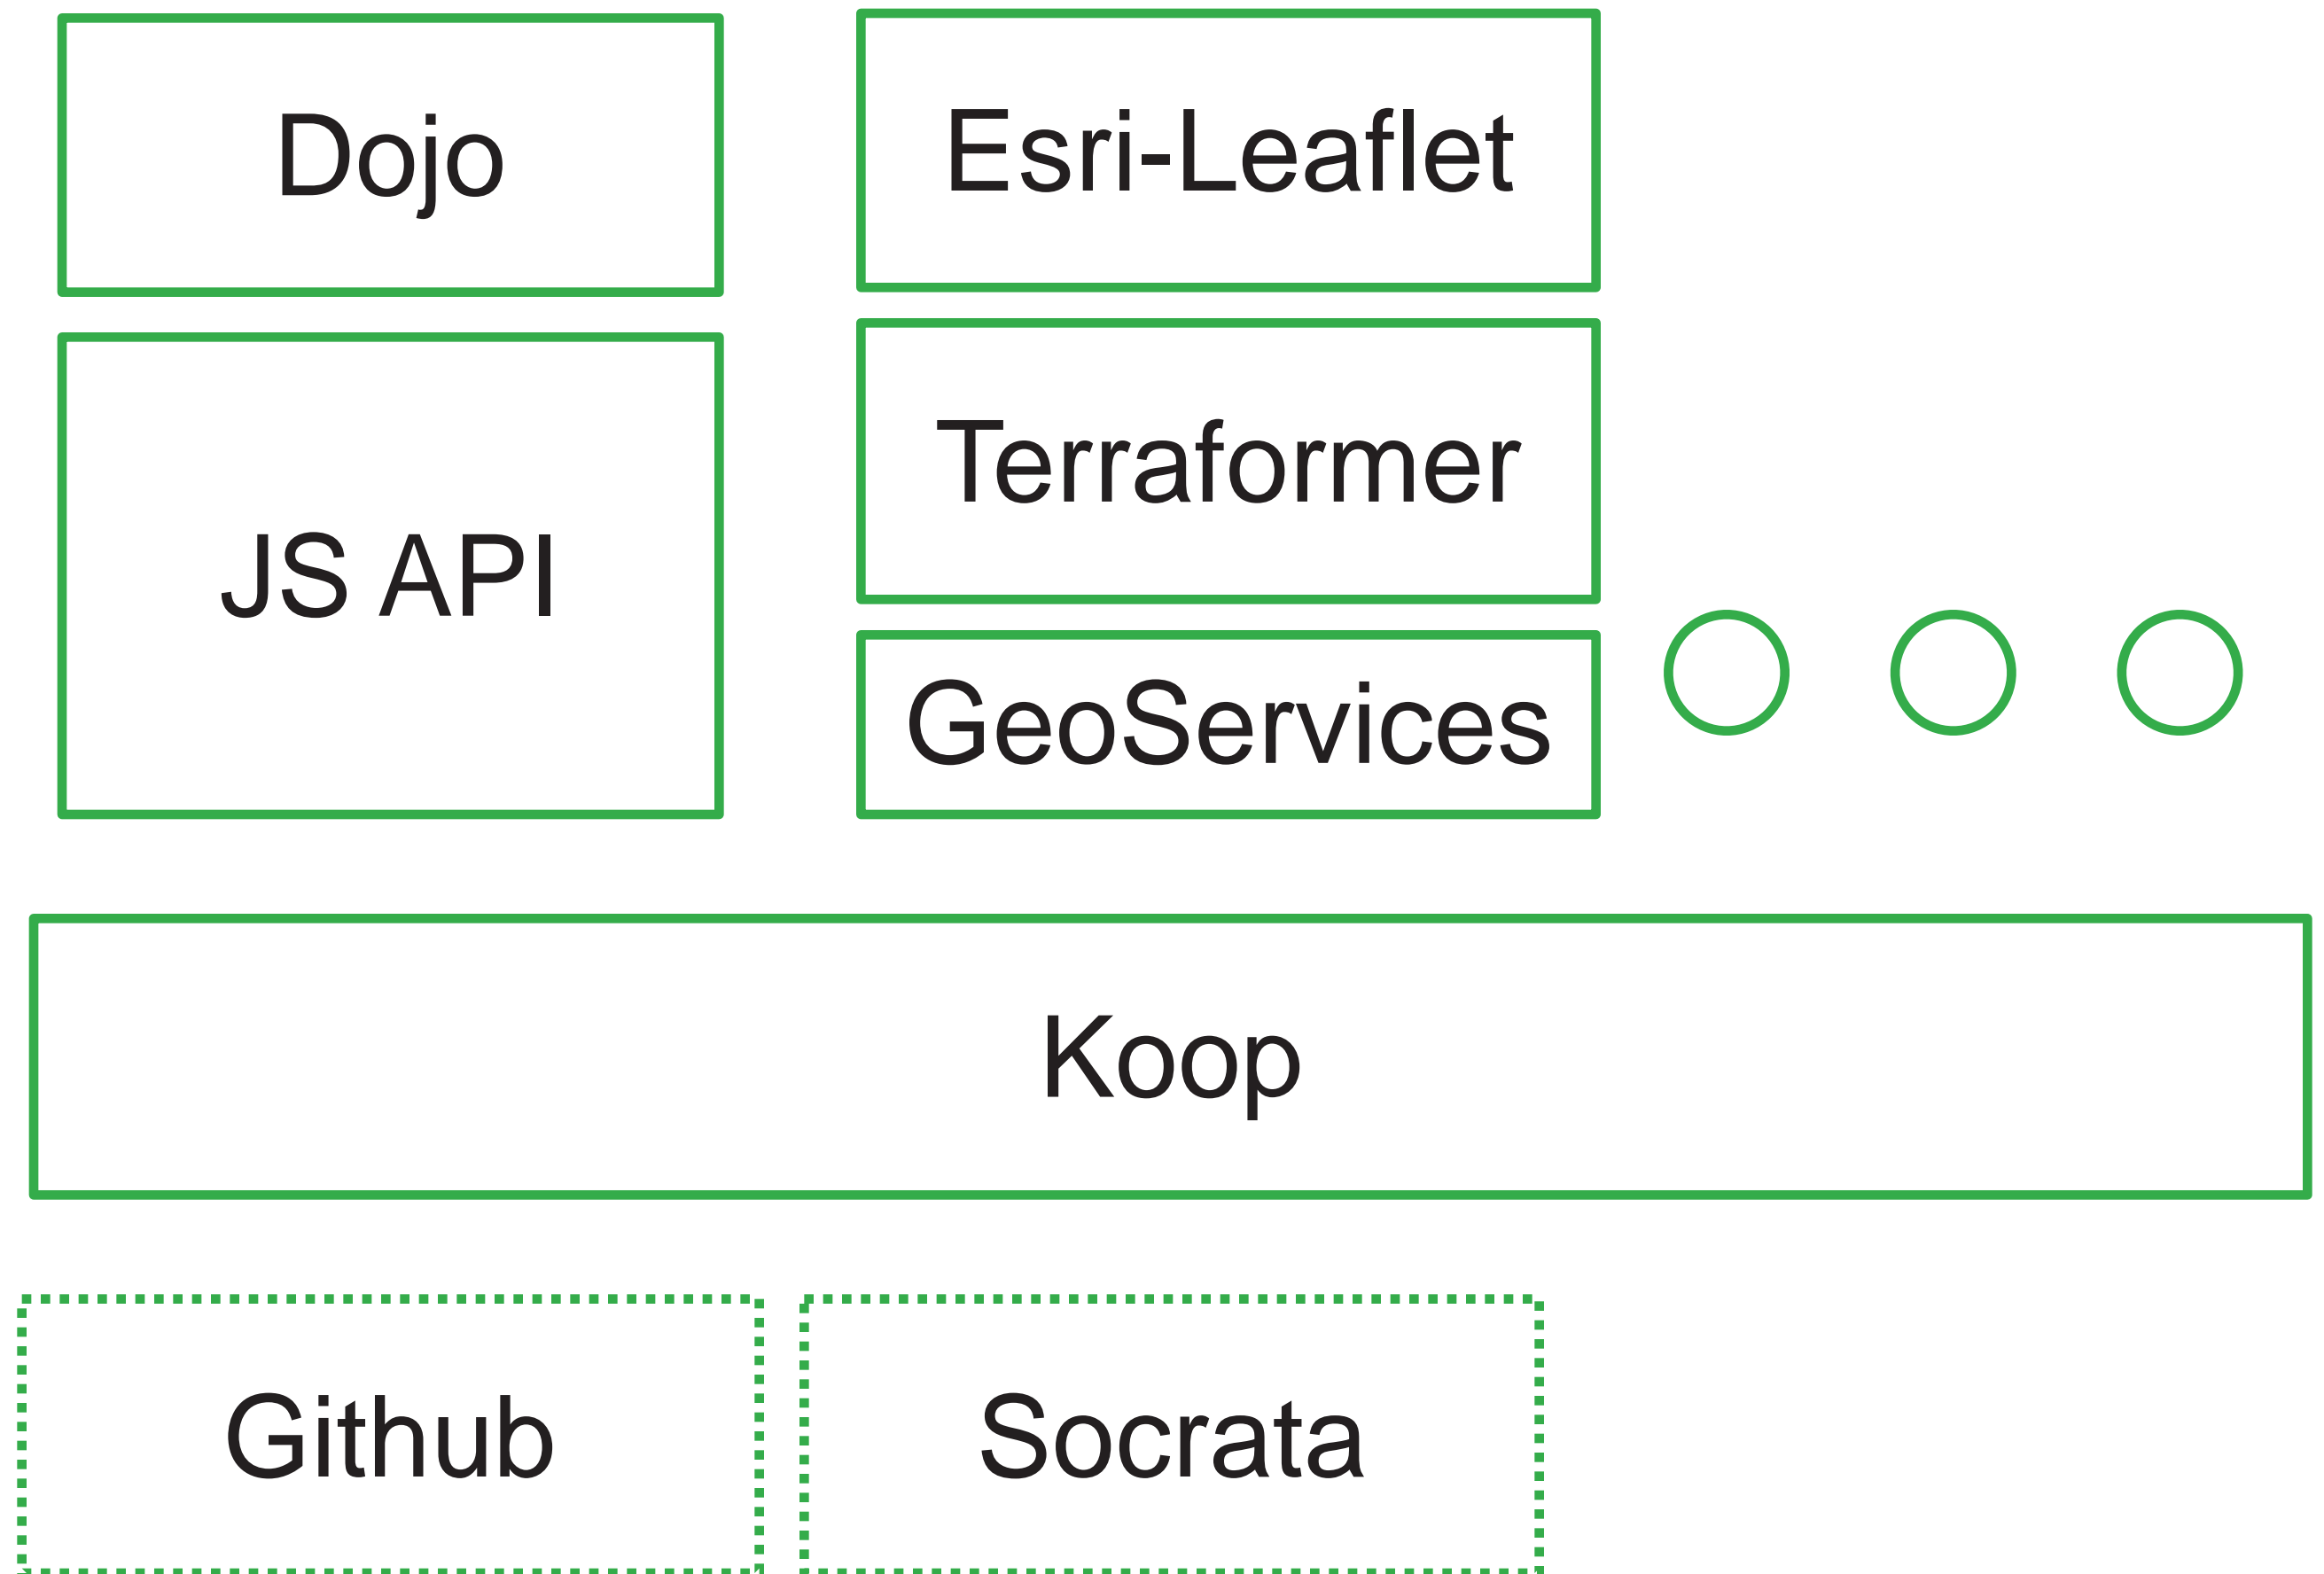 Dojo
Esri-Leaflet
JS API
Terraformer
GeoServices
Koop
Github
Socrata